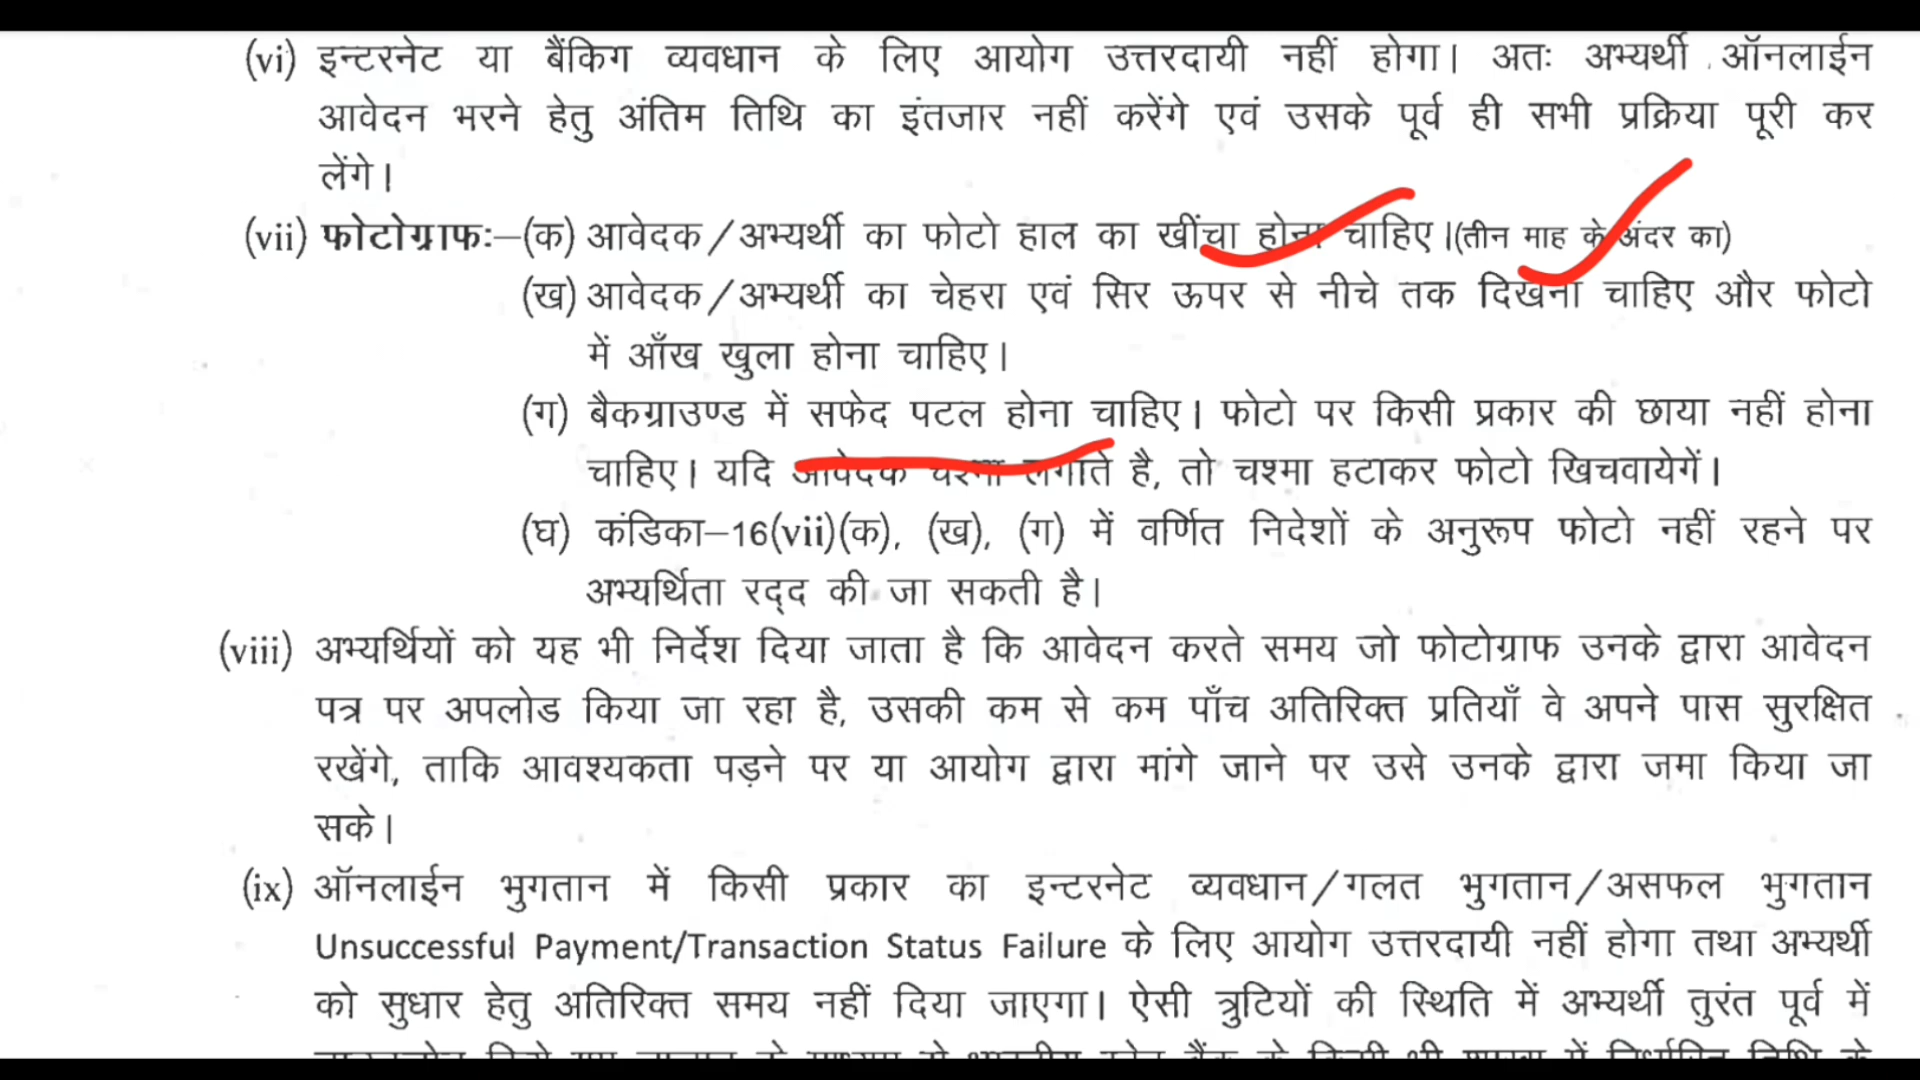 (vi) इन्टरनेट या बैंकिग व्यवधान के लिए आयोग उत्तरदायी नहीं होगा। अतः अभ्यर्थी ऑनलाईन
आवेदन भरने हेतु अंतिम तिथि का इंतजार नहीं करेंगे एवं उसके पूर्व ही सभी प्रक्रिया पूरी कर
लेंगे।
(vii) फोटोग्राफः–(क) आवेदक/अभ्यर्थी का फोटो हाल का खींचा होना चाहिए।(तीन माह के अंदर का)
(ख) आवेदक/अभ्यर्थी का चेहरा एवं सिर ऊपर से नीचे तक दिखना चाहिए और फोटो
में आँख खुला होना चाहिए।
(ग) बैकग्राउण्ड में सफेद पटल होना चाहिए। फोटो पर किसी प्रकार की छाया नहीं होना
चाहिए। यदि आवेदक चश्मा लगाते है, तो चश्मा हटाकर फोटो खिचवायेगें।
(घ) कंडिका–16(vii)(क), (ख), (ग) में वर्णित निदेशों के अनुरूप फोटो नहीं रहने पर
अभ्यर्थिता रद्द की जा सकती है।
(viii) अभ्यर्थियों को यह भी निर्देश दिया जाता है कि आवेदन करते समय जो फोटोग्राफ उनके द्वारा आवेदन
पत्र पर अपलोड किया जा रहा है, उसकी कम से कम पाँच अतिरिक्त प्रतियाँ वे अपने पास सुरक्षित
रखेंगे, ताकि आवश्यकता पड़ने पर या आयोग द्वारा मांगे जाने पर उसे उनके द्वारा जमा किया जा
सके।
(ix) ऑनलाईन भुगतान में किसी प्रकार का इन्टरनेट व्यवधान/गलत भुगतान/असफल भुगतान
Unsuccessful Payment/Transaction Status Failure के लिए आयोग उत्तरदायी नहीं होगा तथा अभ्यर्थी
को सुधार हेतु अतिरिक्त समय नहीं दिया जाएगा। ऐसी त्रुटियों की स्थिति में अभ्यर्थी तुरंत पूर्व में